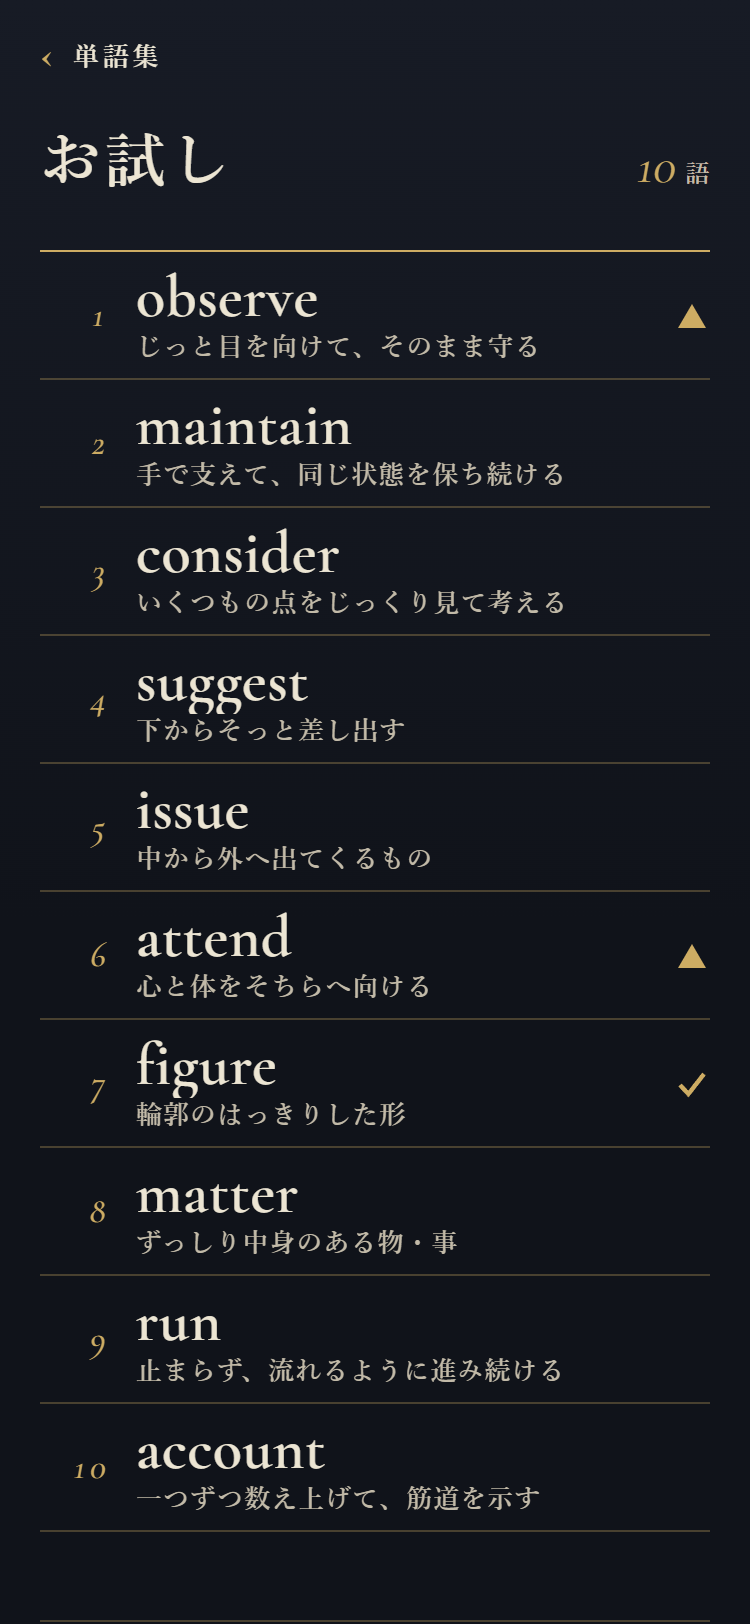 ‹ 単語集
お試し
10 語
1 observe
じっと目を向けて、そのまま守る
2 maintain
手で支えて、同じ状態を保ち続ける
3 consider
いくつもの点をじっくり見て考える
4 suggest
下からそっと差し出す
5 issue
中から外へ出てくるもの
6 attend
心と体をそちらへ向ける
7 figure
輪郭のはっきりした形
8 matter
ずっしり中身のある物・事
9 run
止まらず、流れるように進み続ける
10 account
一つずつ数え上げて、筋道を示す